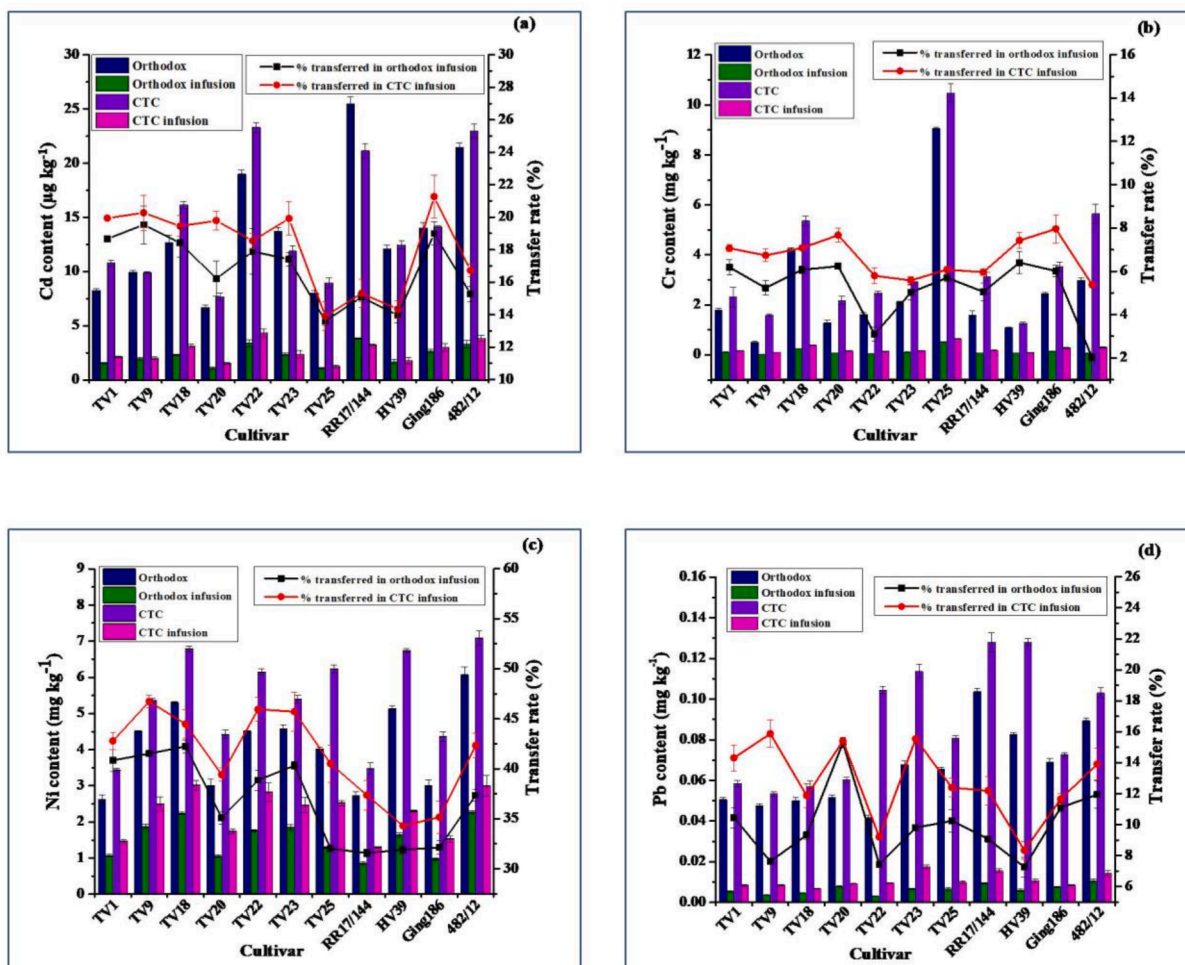 (a)
Orthodox
Orthodox infusion
CTC
CTC infusion
% transferred in orthodox infusion
% transferred in CTC infusion
Cd content (µg kg⁻¹)
30
25
20
15
10
5
0
30
28
26
24
22
20
18
16
14
12
10
Transfer rate (%)
TV1
TV9
TV18
TV20
TV22
TV23
TV25
RR17/144
HV39
Ging186
482/12
Cultivar
(b)
Orthodox
Orthodox infusion
CTC
CTC infusion
% transferred in orthodox infusion
% transferred in CTC infusion
Cr content (mg kg⁻¹)
12
10
8
6
4
2
0
16
14
12
10
8
6
4
2
Transfer rate (%)
TV1
TV9
TV18
TV20
TV22
TV23
TV25
RR17/144
HV39
Ging186
482/12
Cultivar
(c)
Orthodox
Orthodox infusion
CTC
CTC infusion
% transferred in orthodox infusion
% transferred in CTC infusion
Ni content (mg kg⁻¹)
9
8
7
6
5
4
3
2
1
0
60
55
50
45
40
35
30
Transfer rate (%)
TV1
TV9
TV18
TV20
TV22
TV23
TV25
RR17/144
HV39
Ging186
482/12
Cultivar
(d)
Orthodox
Orthodox infusion
CTC
CTC infusion
% transferred in orthodox infusion
% transferred in CTC infusion
Pb content (mg kg⁻¹)
0.16
0.14
0.12
0.10
0.08
0.06
0.04
0.02
0.00
26
24
22
20
18
16
14
12
10
8
6
Transfer rate (%)
TV1
TV9
TV18
TV20
TV22
TV23
TV25
RR17/144
HV39
Ging186
482/12
Cultivar